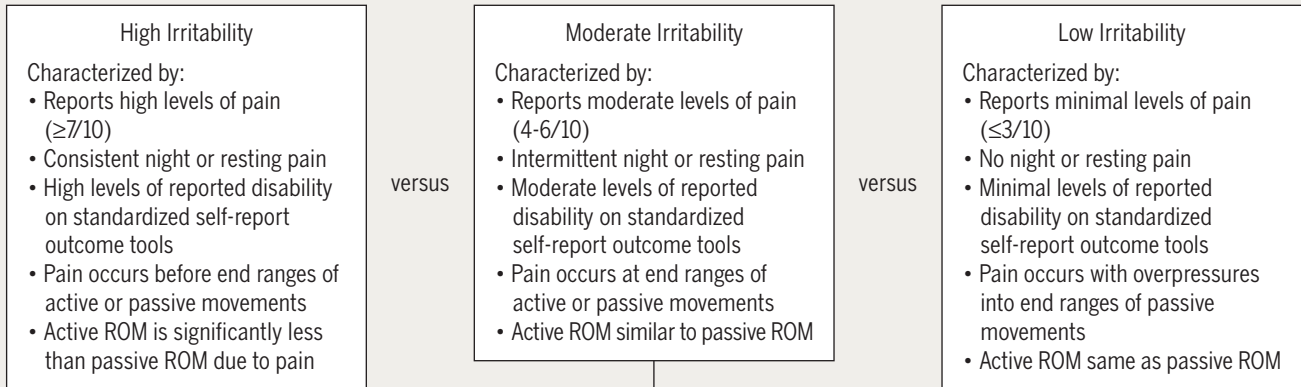 High Irritability
Characterized by:
• Reports high levels of pain
(≥7/10)
• Consistent night or resting pain
• High levels of reported disability
on standardized self-report
outcome tools
• Pain occurs before end ranges of
active or passive movements
• Active ROM is significantly less
than passive ROM due to pain
versus
Moderate Irritability
Characterized by:
• Reports moderate levels of pain
(4-6/10)
• Intermittent night or resting pain
• Moderate levels of reported
disability on standardized
self-report outcome tools
• Pain occurs at end ranges of
active or passive movements
• Active ROM similar to passive ROM
versus
Low Irritability
Characterized by:
• Reports minimal levels of pain
(≤3/10)
• No night or resting pain
• Minimal levels of reported
disability on standardized
self-report outcome tools
• Pain occurs with overpressures
into end ranges of passive
movements
• Active ROM same as passive ROM